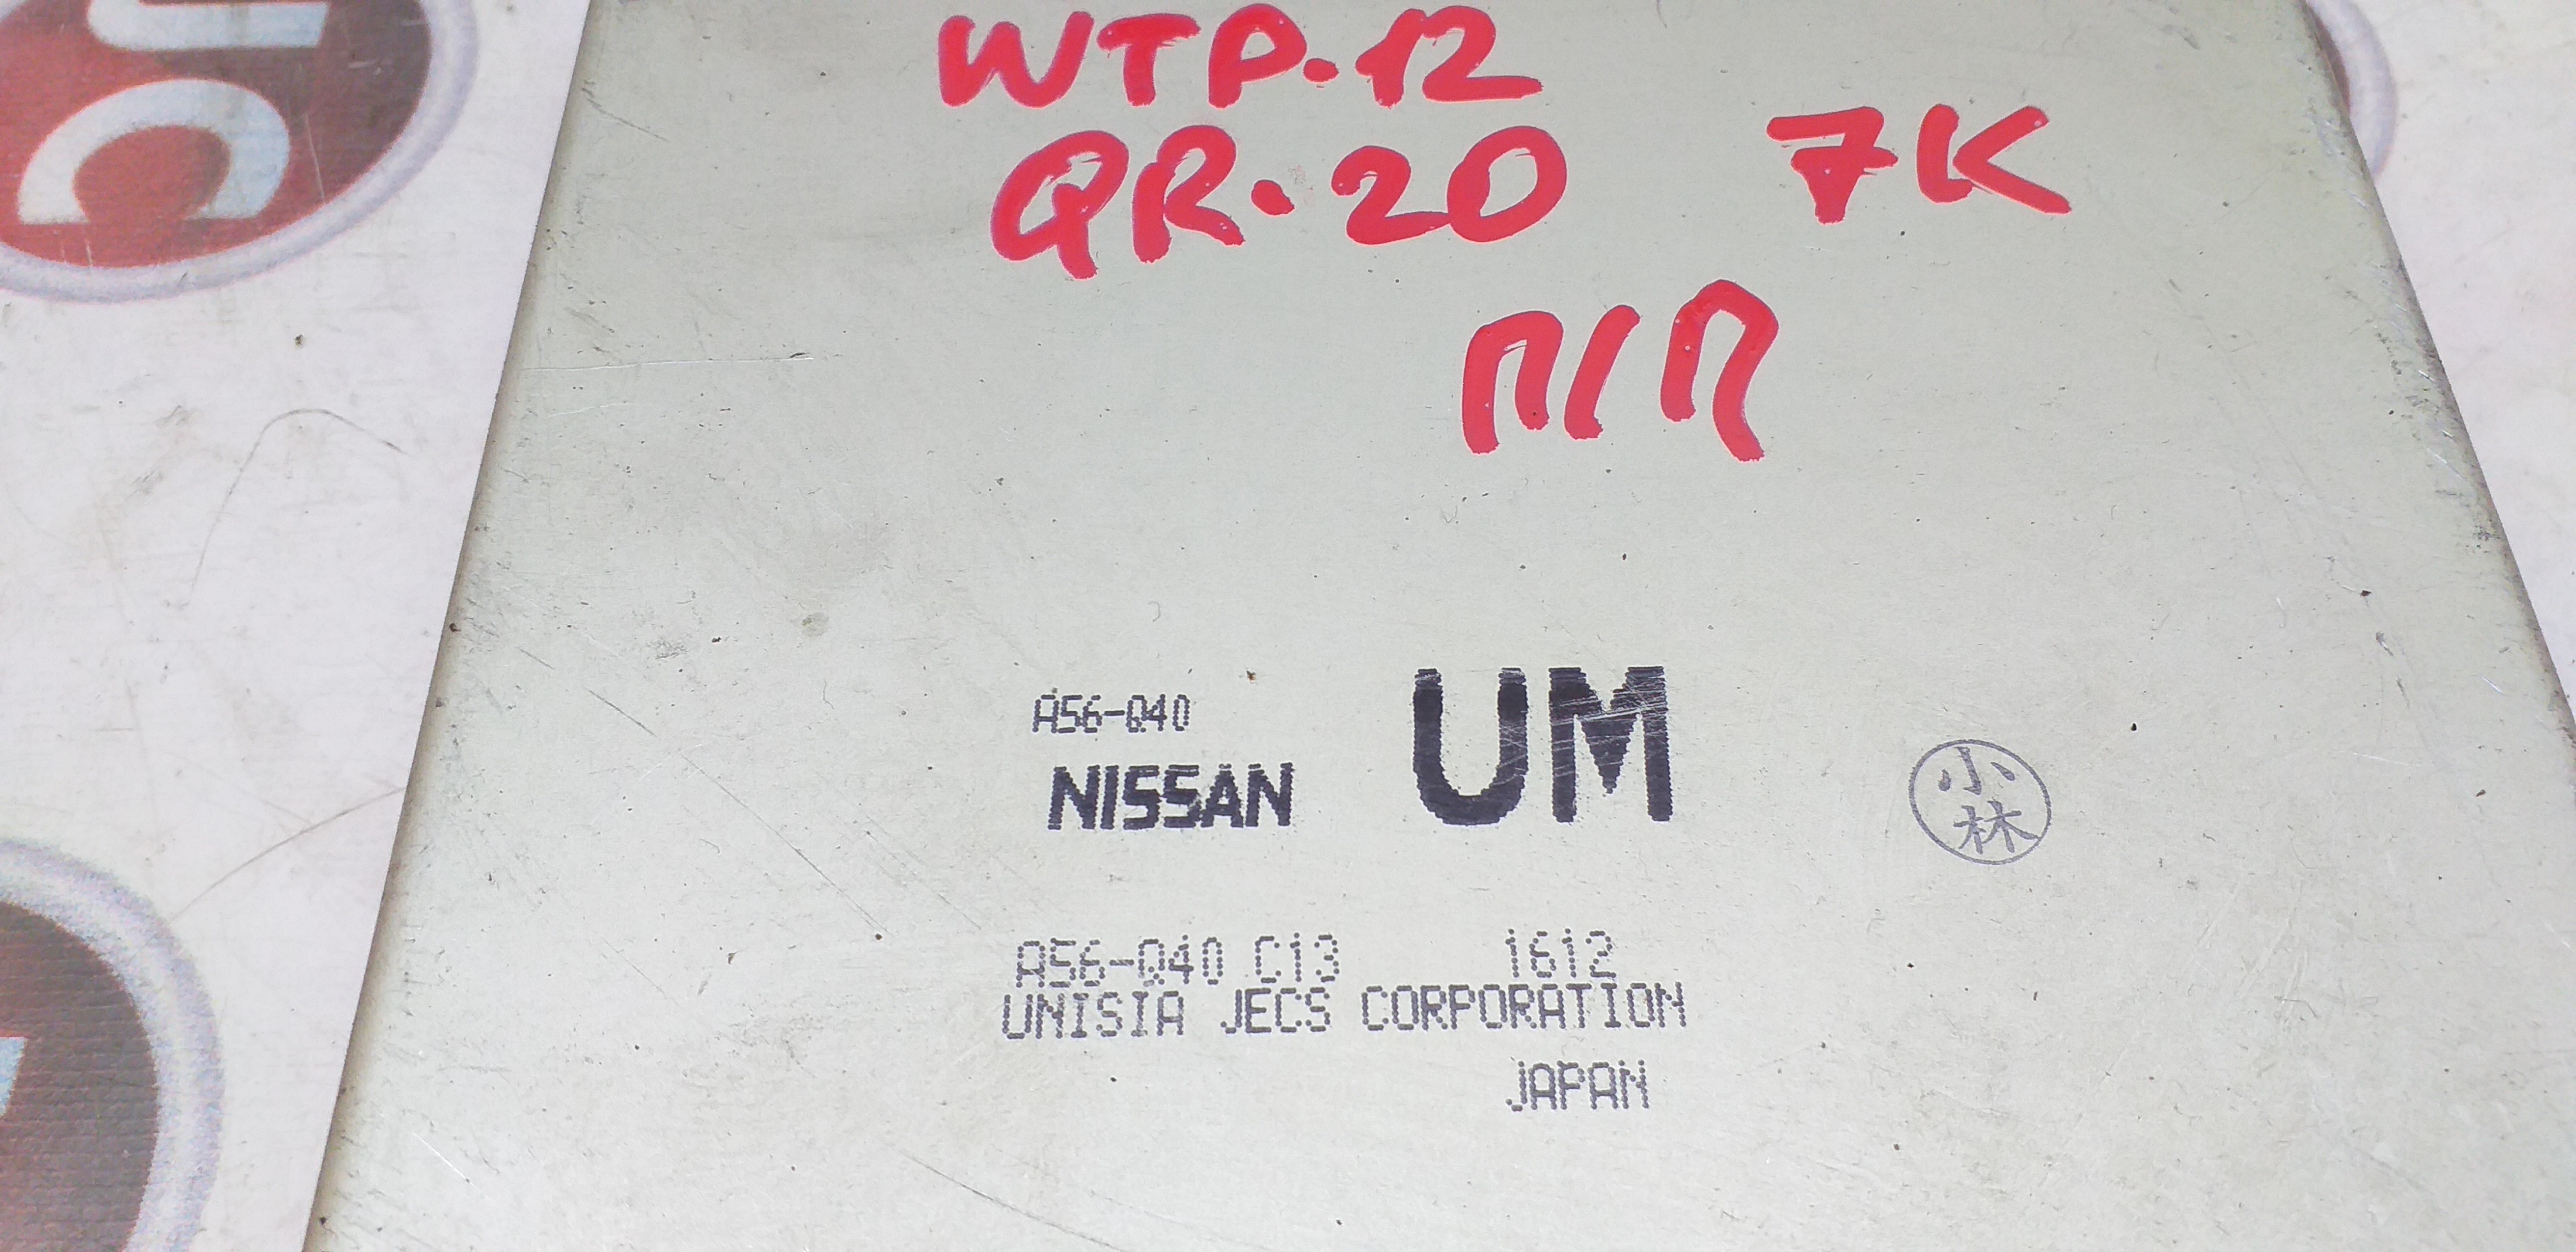 WTP.12
QR.20 7K
П/П
A56-Q40
NISSAN UM
小林
A56-Q40 C13 1612
UNISIA JECS CORPORATION
JAPAN